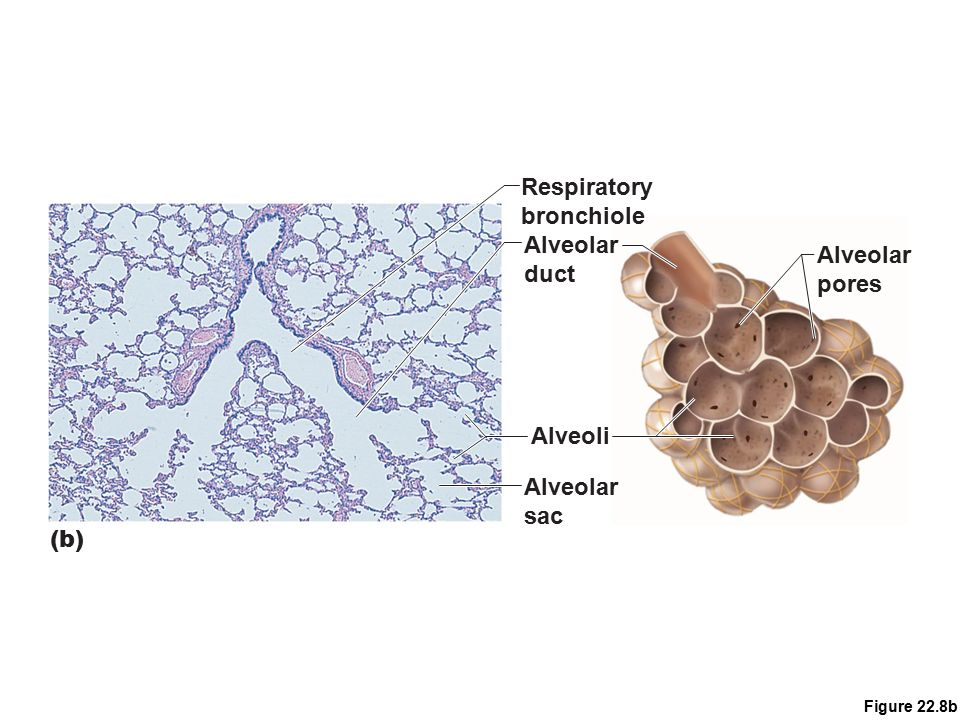 Respiratory
bronchiole
Alveolar
duct
Alveolar
pores
Alveoli
Alveolar
sac
(b)
Figure 22.8b